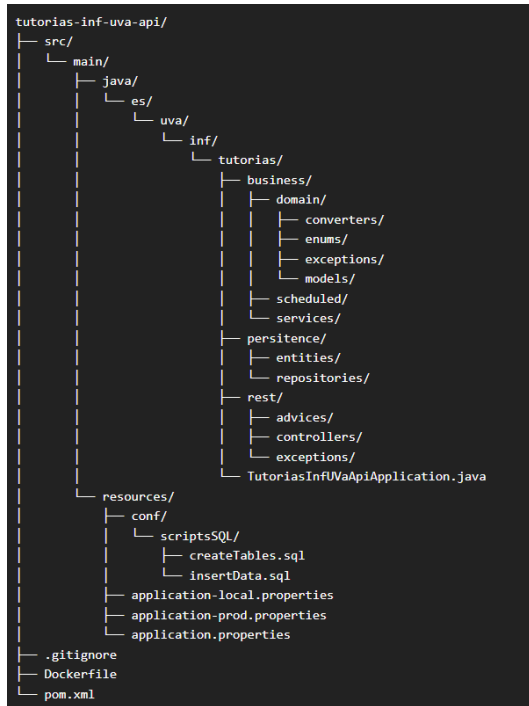 tutorias-inf-uva-api/
├── src/
│   └── main/
│       ├── java/
│       │   └── es/
│       │       └── uva/
│       │           └── inf/
│       │               └── tutorias/
│       │                   ├── business/
│       │                   │   ├── domain/
│       │                   │   │   ├── converters/
│       │                   │   │   ├── enums/
│       │                   │   │   ├── exceptions/
│       │                   │   │   └── models/
│       │                   │   ├── scheduled/
│       │                   │   └── services/
│       │                   ├── persitence/
│       │                   │   ├── entities/
│       │                   │   └── repositories/
│       │                   ├── rest/
│       │                   │   ├── advices/
│       │                   │   ├── controllers/
│       │                   │   └── exceptions/
│       │                   └── TutoriasInfUVaApiApplication.java
│       └── resources/
│           ├── conf/
│           │   └── scriptsSQL/
│           │       ├── createTables.sql
│           │       └── insertData.sql
│           ├── application-local.properties
│           ├── application-prod.properties
│           └── application.properties
├── .gitignore
├── Dockerfile
└── pom.xml